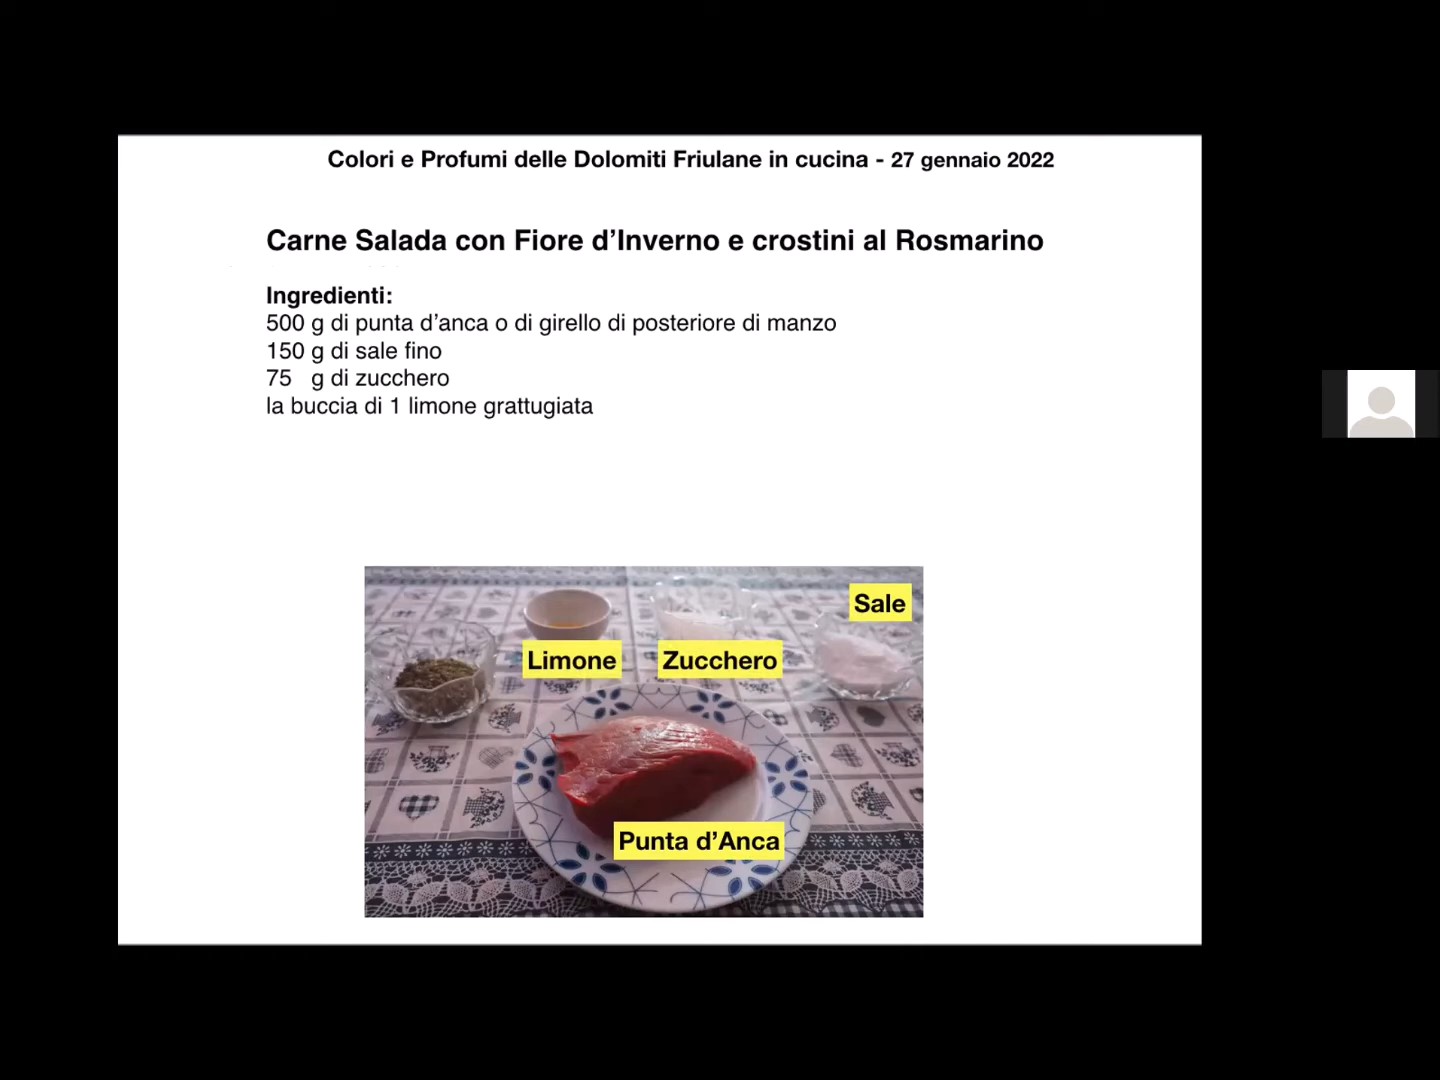 Colori e Profumi delle Dolomiti Friulane in cucina - 27 gennaio 2022
Carne Salada con Fiore d’Inverno e crostini al Rosmarino
Ingredienti:
500 g di punta d’anca o di girello di posteriore di manzo
150 g di sale fino
75 g di zucchero
la buccia di 1 limone grattugiata
Sale
Limone
Zucchero
Punta d’Anca